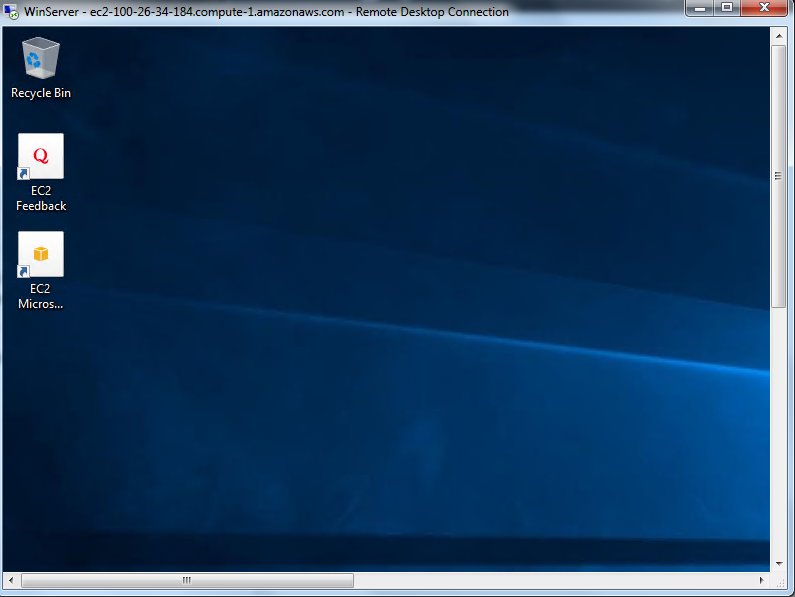 WinServer - ec2-100-26-34-184.compute-1.amazonaws.com - Remote Desktop Connection
Recycle Bin
Q
EC2
Feedback
EC2
Micros...